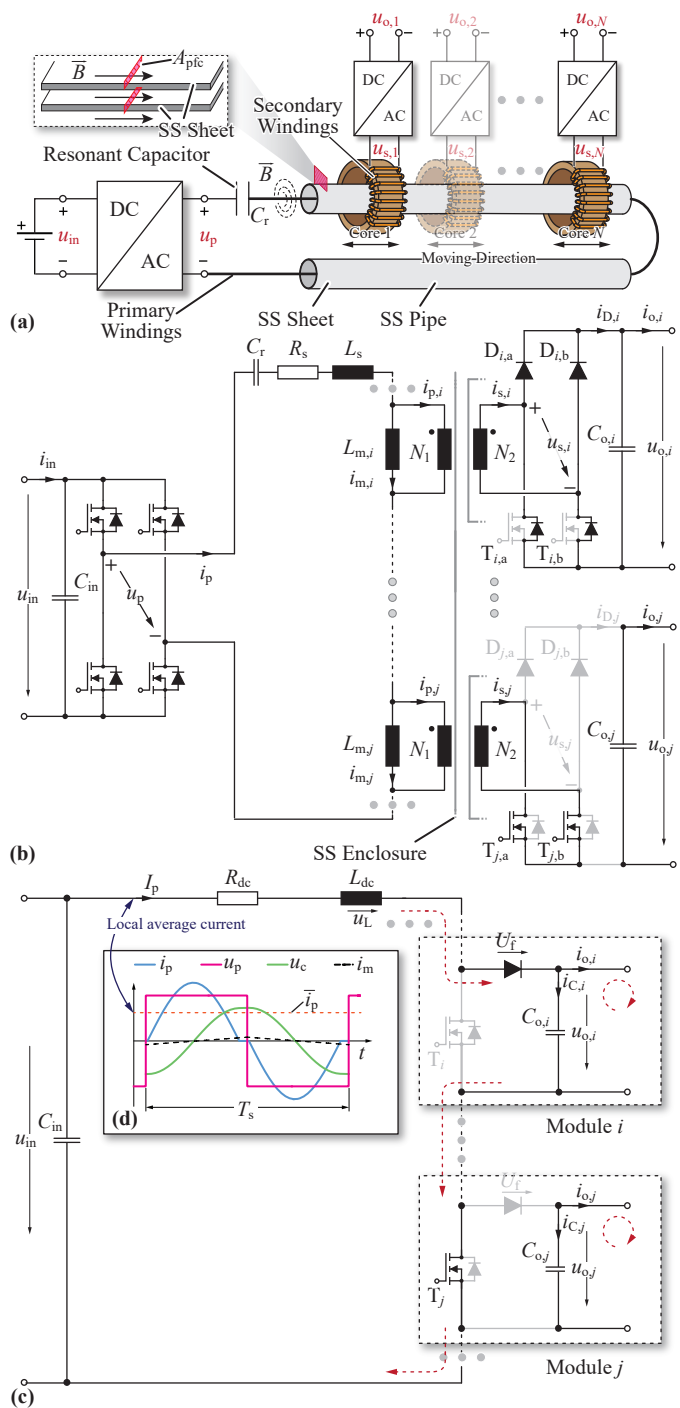 u_o,1 u_o,2 u_o,N
+ − + − + −
B A_pfc
DC DC DC
AC AC AC
SS Sheet
Secondary
Windings
Resonant Capacitor
u_s,1 u_s,2 u_s,N
B
DC
C_r
+ + +
u_in u_p
− −
AC
Core 1 Core 2 Core N
Moving Direction
Primary
Windings
SS Sheet SS Pipe
(a)
C_r R_s L_s
i_D,i i_o,i
D_i,a D_i,b
i_p,i i_s,i
+
L_m,i N_1 N_2 u_s,i C_o,i u_o,i
i_m,i −
i_in
T_i,a T_i,b
+ i_p
u_in C_in u_p
−
i_D,j i_o,j
D_j,a D_j,b
i_p,j i_s,j
+
L_m,j N_1 N_2 u_s,j C_o,j u_o,j
i_m,j −
T_j,a T_j,b
SS Enclosure
(b)
I_p R_dc L_dc
u_L
Local average current
i_p u_p u_c i_m
i_p
t
T_s
(d)
U_f i_o,i
i_C,i
C_o,i u_o,i
T_i
Module i
u_in C_in
U_f i_o,j
i_C,j
C_o,j u_o,j
T_j
Module j
(c)